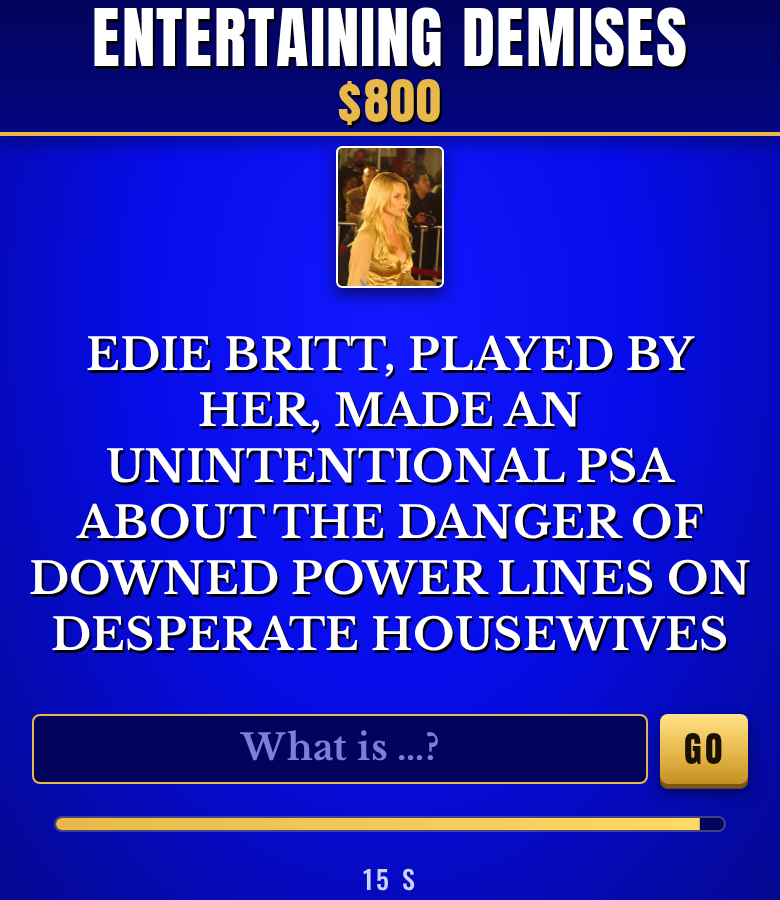 ENTERTAINING DEMISES
$800
EDIE BRITT, PLAYED BY
HER, MADE AN
UNINTENTIONAL PSA
ABOUT THE DANGER OF
DOWNED POWER LINES ON
DESPERATE HOUSEWIVES
What is ...?
GO
15 S